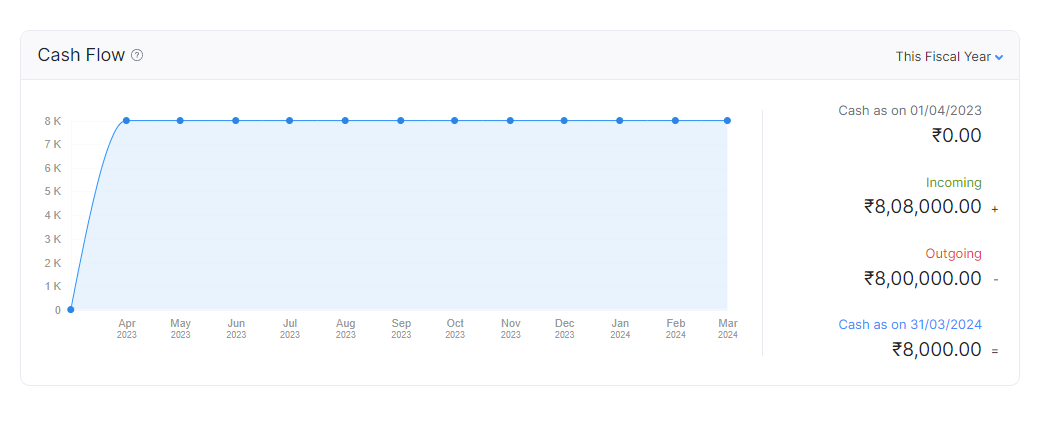 Cash Flow ?
This Fiscal Year
8 K
7 K
6 K
5 K
4 K
3 K
2 K
1 K
0
Apr May Jun Jul Aug Sep Oct Nov Dec Jan Feb Mar
2023 2023 2023 2023 2023 2023 2023 2023 2023 2024 2024 2024
Cash as on 01/04/2023
₹0.00
Incoming
₹8,08,000.00 +
Outgoing
₹8,00,000.00 -
Cash as on 31/03/2024
₹8,000.00 =